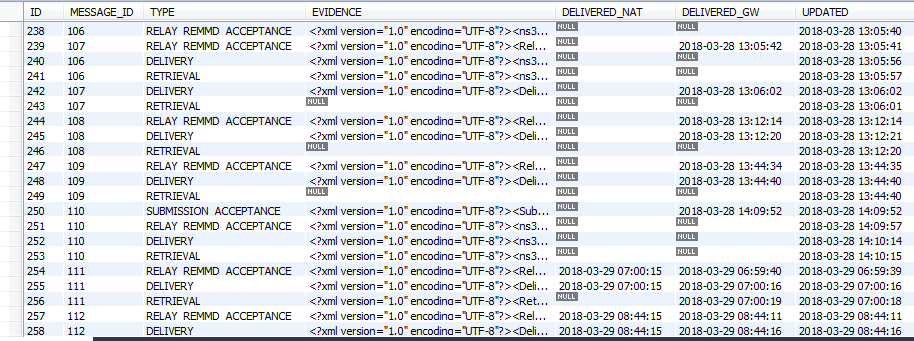 ID MESSAGE_ID TYPE EVIDENCE DELIVERED_NAT DELIVERED_GW UPDATED
238 106 RELAY REMMD ACCEPTANCE <?xml version="1.0" encoding="UTF-8"?><ns3... NULL NULL 2018-03-28 13:05:40
239 107 RELAY REMMD ACCEPTANCE <?xml version="1.0" encoding="UTF-8"?><Rel... NULL 2018-03-28 13:05:42 2018-03-28 13:05:41
240 106 DELIVERY <?xml version="1.0" encoding="UTF-8"?><ns3... NULL NULL 2018-03-28 13:05:56
241 106 RETRIEVAL <?xml version="1.0" encoding="UTF-8"?><ns3... NULL NULL 2018-03-28 13:05:57
242 107 DELIVERY <?xml version="1.0" encoding="UTF-8"?><Deli... NULL 2018-03-28 13:06:02 2018-03-28 13:06:02
243 107 RETRIEVAL NULL NULL NULL 2018-03-28 13:06:01
244 108 RELAY REMMD ACCEPTANCE <?xml version="1.0" encoding="UTF-8"?><Rel... NULL 2018-03-28 13:12:14 2018-03-28 13:12:14
245 108 DELIVERY <?xml version="1.0" encoding="UTF-8"?><Deli... NULL 2018-03-28 13:12:20 2018-03-28 13:12:21
246 108 RETRIEVAL NULL NULL NULL 2018-03-28 13:12:20
247 109 RELAY REMMD ACCEPTANCE <?xml version="1.0" encoding="UTF-8"?><Rel... NULL 2018-03-28 13:44:34 2018-03-28 13:44:35
248 109 DELIVERY <?xml version="1.0" encoding="UTF-8"?><Deli... NULL 2018-03-28 13:44:40 2018-03-28 13:44:40
249 109 RETRIEVAL NULL NULL NULL 2018-03-28 13:44:40
250 110 SUBMISSION ACCEPTANCE <?xml version="1.0" encoding="UTF-8"?><Sub... NULL 2018-03-28 14:09:52 2018-03-28 14:09:52
251 110 RELAY REMMD ACCEPTANCE <?xml version="1.0" encoding="UTF-8"?><ns3... NULL NULL 2018-03-28 14:09:57
252 110 DELIVERY <?xml version="1.0" encoding="UTF-8"?><ns3... NULL NULL 2018-03-28 14:10:14
253 110 RETRIEVAL <?xml version="1.0" encoding="UTF-8"?><ns3... NULL NULL 2018-03-28 14:10:15
254 111 RELAY REMMD ACCEPTANCE <?xml version="1.0" encoding="UTF-8"?><Rel... 2018-03-29 07:00:15 2018-03-29 06:59:40 2018-03-29 06:59:39
255 111 DELIVERY <?xml version="1.0" encoding="UTF-8"?><Deli... 2018-03-29 07:00:15 2018-03-29 07:00:16 2018-03-29 07:00:16
256 111 RETRIEVAL <?xml version="1.0" encoding="UTF-8"?><Ret... NULL 2018-03-29 07:00:19 2018-03-29 07:00:18
257 112 RELAY REMMD ACCEPTANCE <?xml version="1.0" encoding="UTF-8"?><Rel... 2018-03-29 08:44:15 2018-03-29 08:44:11 2018-03-29 08:44:11
258 112 DELIVERY <?xml version="1.0" encoding="UTF-8"?><Deli... 2018-03-29 08:44:15 2018-03-29 08:44:16 2018-03-29 08:44:16